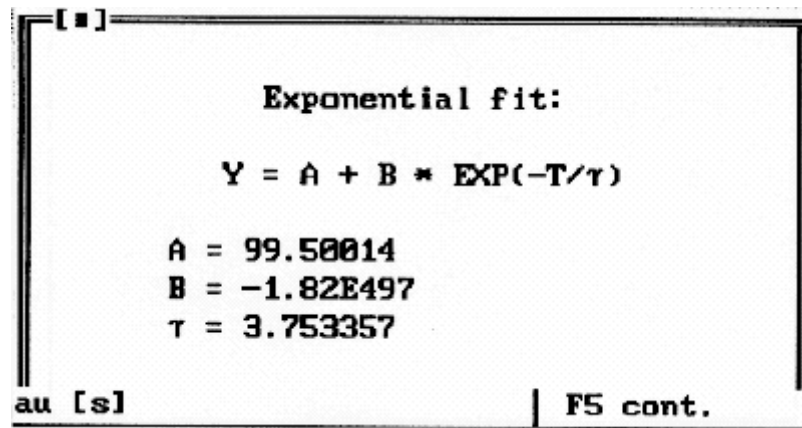 [■]
Exponential fit:
Y = A + B * EXP(-T/τ)
A = 99.50014
B = -1.82E497
τ = 3.753357
au [s]
F5 cont.